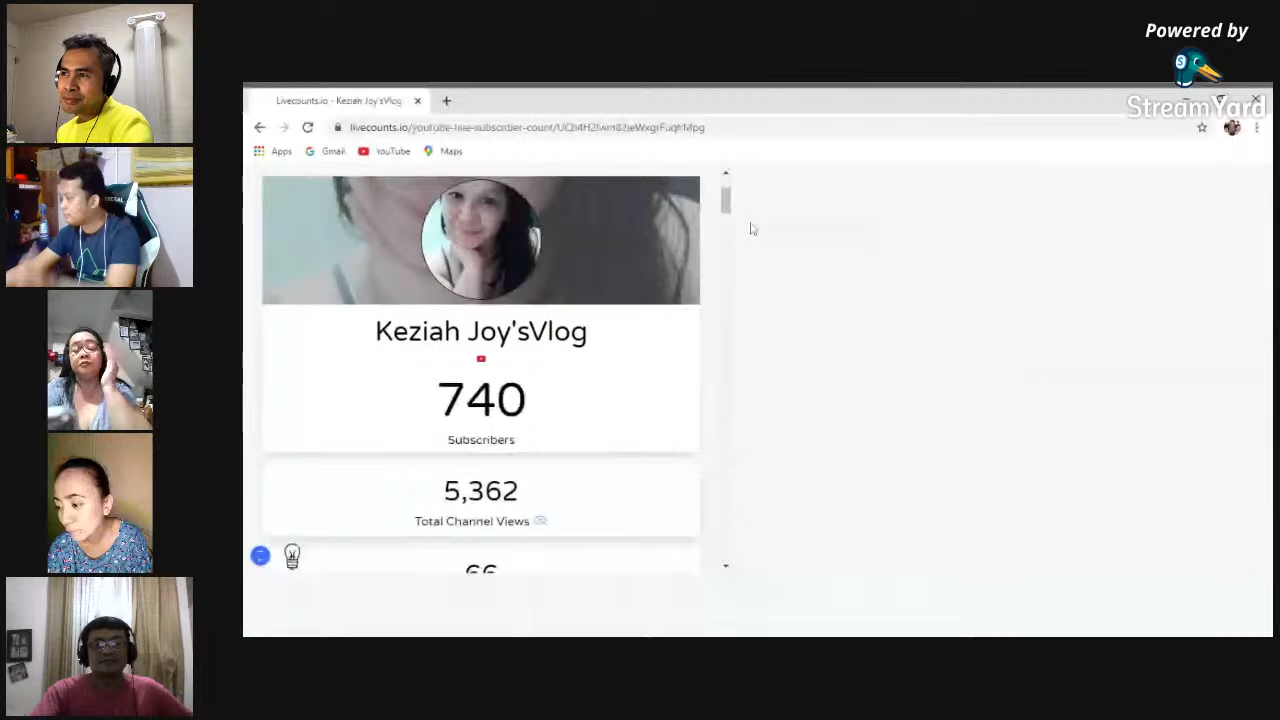 Powered by
StreamYard
Livecounts.io - Keziah Joy'sVlog
Apps Gmail YouTube Maps
Keziah Joy'sVlog
740
Subscribers
5,362
Total Channel Views
66